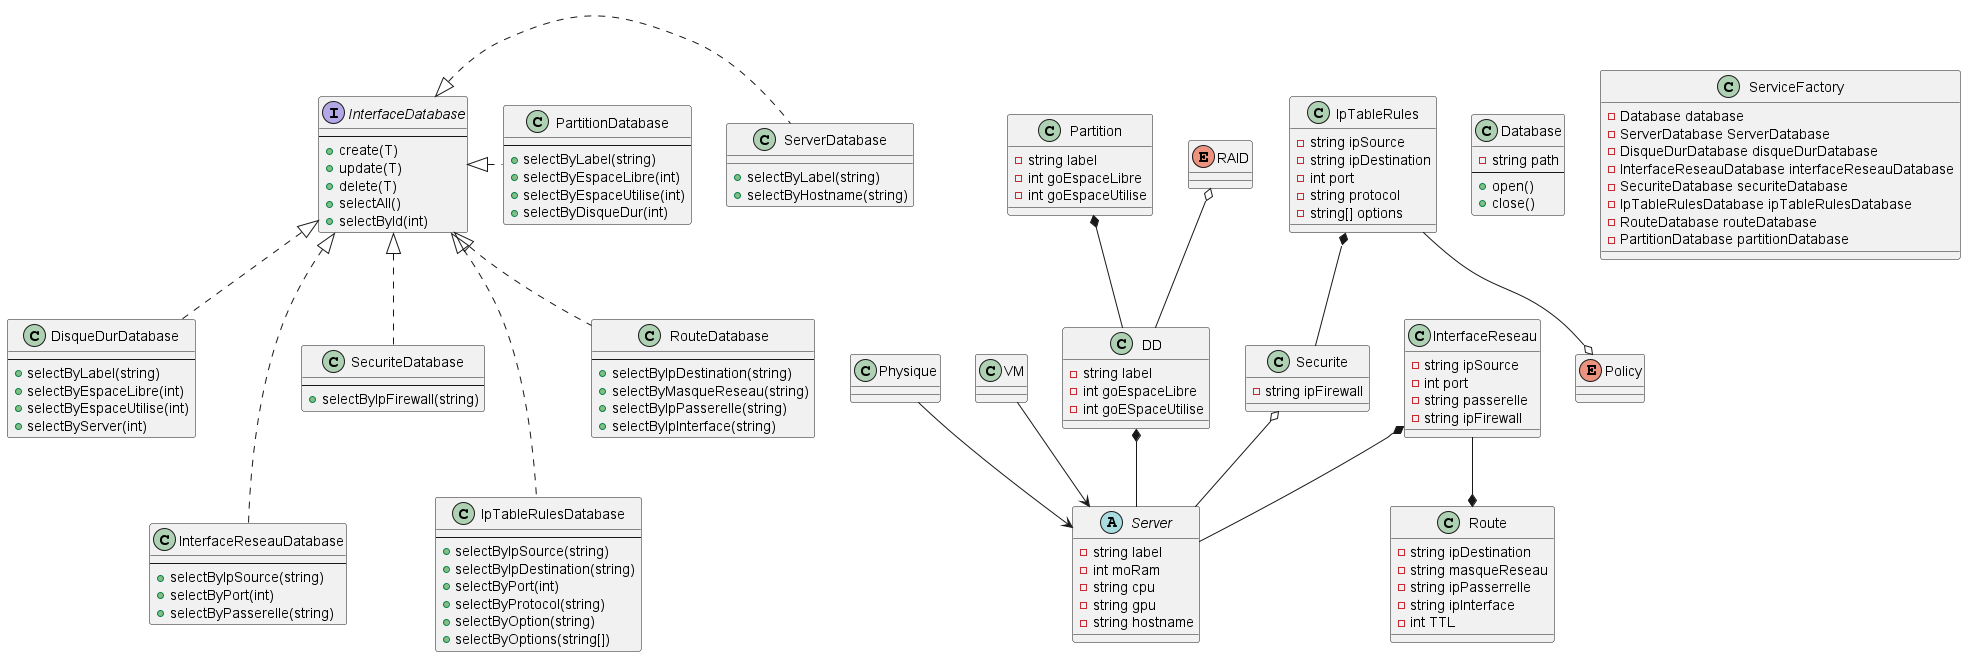 I InterfaceDatabase
create(T)
update(T)
delete(T)
selectAll()
selectById(int)
C PartitionDatabase
selectByLabel(string)
selectByEspaceLibre(int)
selectByEspaceUtilise(int)
selectByDisqueDur(int)
C ServerDatabase
selectByLabel(string)
selectByHostname(string)
C Partition
string label
int goEspaceLibre
int goEspaceUtilise
E RAID
C IpTableRules
string ipSource
string ipDestination
int port
string protocol
string[] options
C Database
string path
open()
close()
C ServiceFactory
Database database
ServerDatabase ServerDatabase
DisqueDurDatabase disqueDurDatabase
InterfaceReseauDatabase interfaceReseauDatabase
SecuriteDatabase securiteDatabase
IpTableRulesDatabase ipTableRulesDatabase
RouteDatabase routeDatabase
PartitionDatabase partitionDatabase
C DisqueDurDatabase
selectByLabel(string)
selectByEspaceLibre(int)
selectByEspaceUtilise(int)
selectByServer(int)
C SecuriteDatabase
selectByIpFirewall(string)
C RouteDatabase
selectByIpDestination(string)
selectByMasqueReseau(string)
selectByIpPasserelle(string)
selectByIpInterface(string)
C Physique
C VM
C DD
string label
int goEspaceLibre
int goESpaceUtilise
C Securite
string ipFirewall
C InterfaceReseau
string ipSource
int port
string passerelle
string ipFirewall
E Policy
C InterfaceReseauDatabase
selectByIpSource(string)
selectByPort(int)
selectByPasserelle(string)
C IpTableRulesDatabase
selectByIpSource(string)
selectByIpDestination(string)
selectByPort(int)
selectByProtocol(string)
selectByOption(string)
selectByOptions(string[])
A Server
string label
int moRam
string cpu
string gpu
string hostname
C Route
string ipDestination
string masqueReseau
string ipPasserrelle
string ipInterface
int TTL